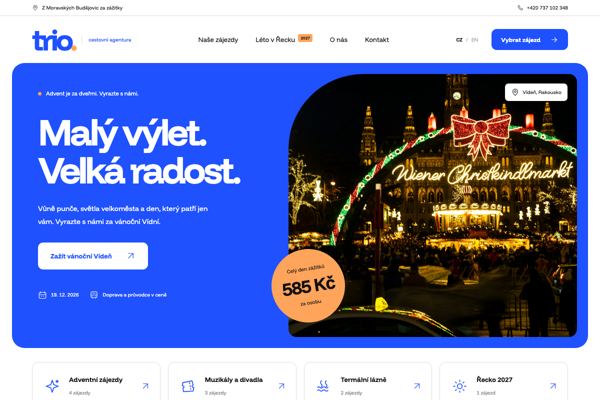 Z Moravských Budějovic za zážitky
+420 737 102 348
trio.
cestovní agentura
Naše zájezdy
Léto v Řecku 2027
O nás
Kontakt
CZ / EN
Vybrat zájezd
Advent je za dveřmi. Vyrazte s námi.
Malý výlet.
Velká radost.
Vůně punče, světla velkoměsta a den, který patří jen
vám. Vyrazte s námi za vánoční Vídní.
Zažít vánoční Vídeň
19. 12. 2026
Doprava a průvodce v ceně
Vídeň, Rakousko
Wiener Christkindlmarkt
Celý den zážitků
585 Kč
za osobu
Adventní zájezdy
4 zájezdy
Muzikály a divadla
3 zájezdy
Termální lázně
2 zájezdy
Řecko 2027
1 zájezd